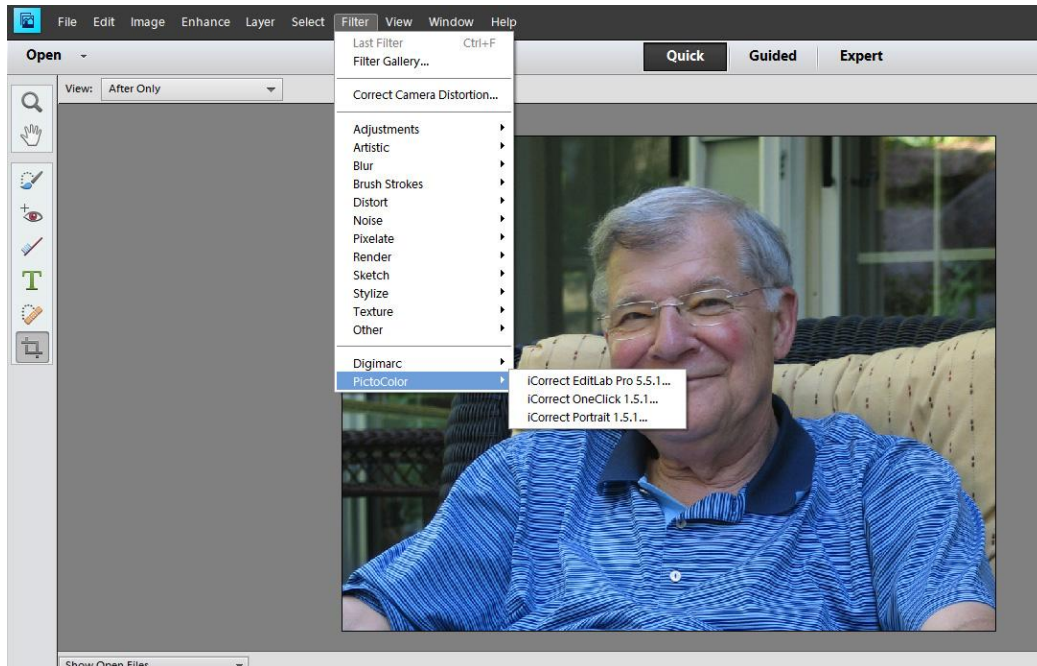 File Edit Image Enhance Layer Select Filter View Window Help
Open
Quick Guided Expert
View: After Only
Last Filter Ctrl+F
Filter Gallery...
Correct Camera Distortion...
Adjustments
Artistic
Blur
Brush Strokes
Distort
Noise
Pixelate
Render
Sketch
Stylize
Texture
Other
Digimarc
PictoColor
iCorrect EditLab Pro 5.5.1...
iCorrect OneClick 1.5.1...
iCorrect Portrait 1.5.1...
T
Show Open Files